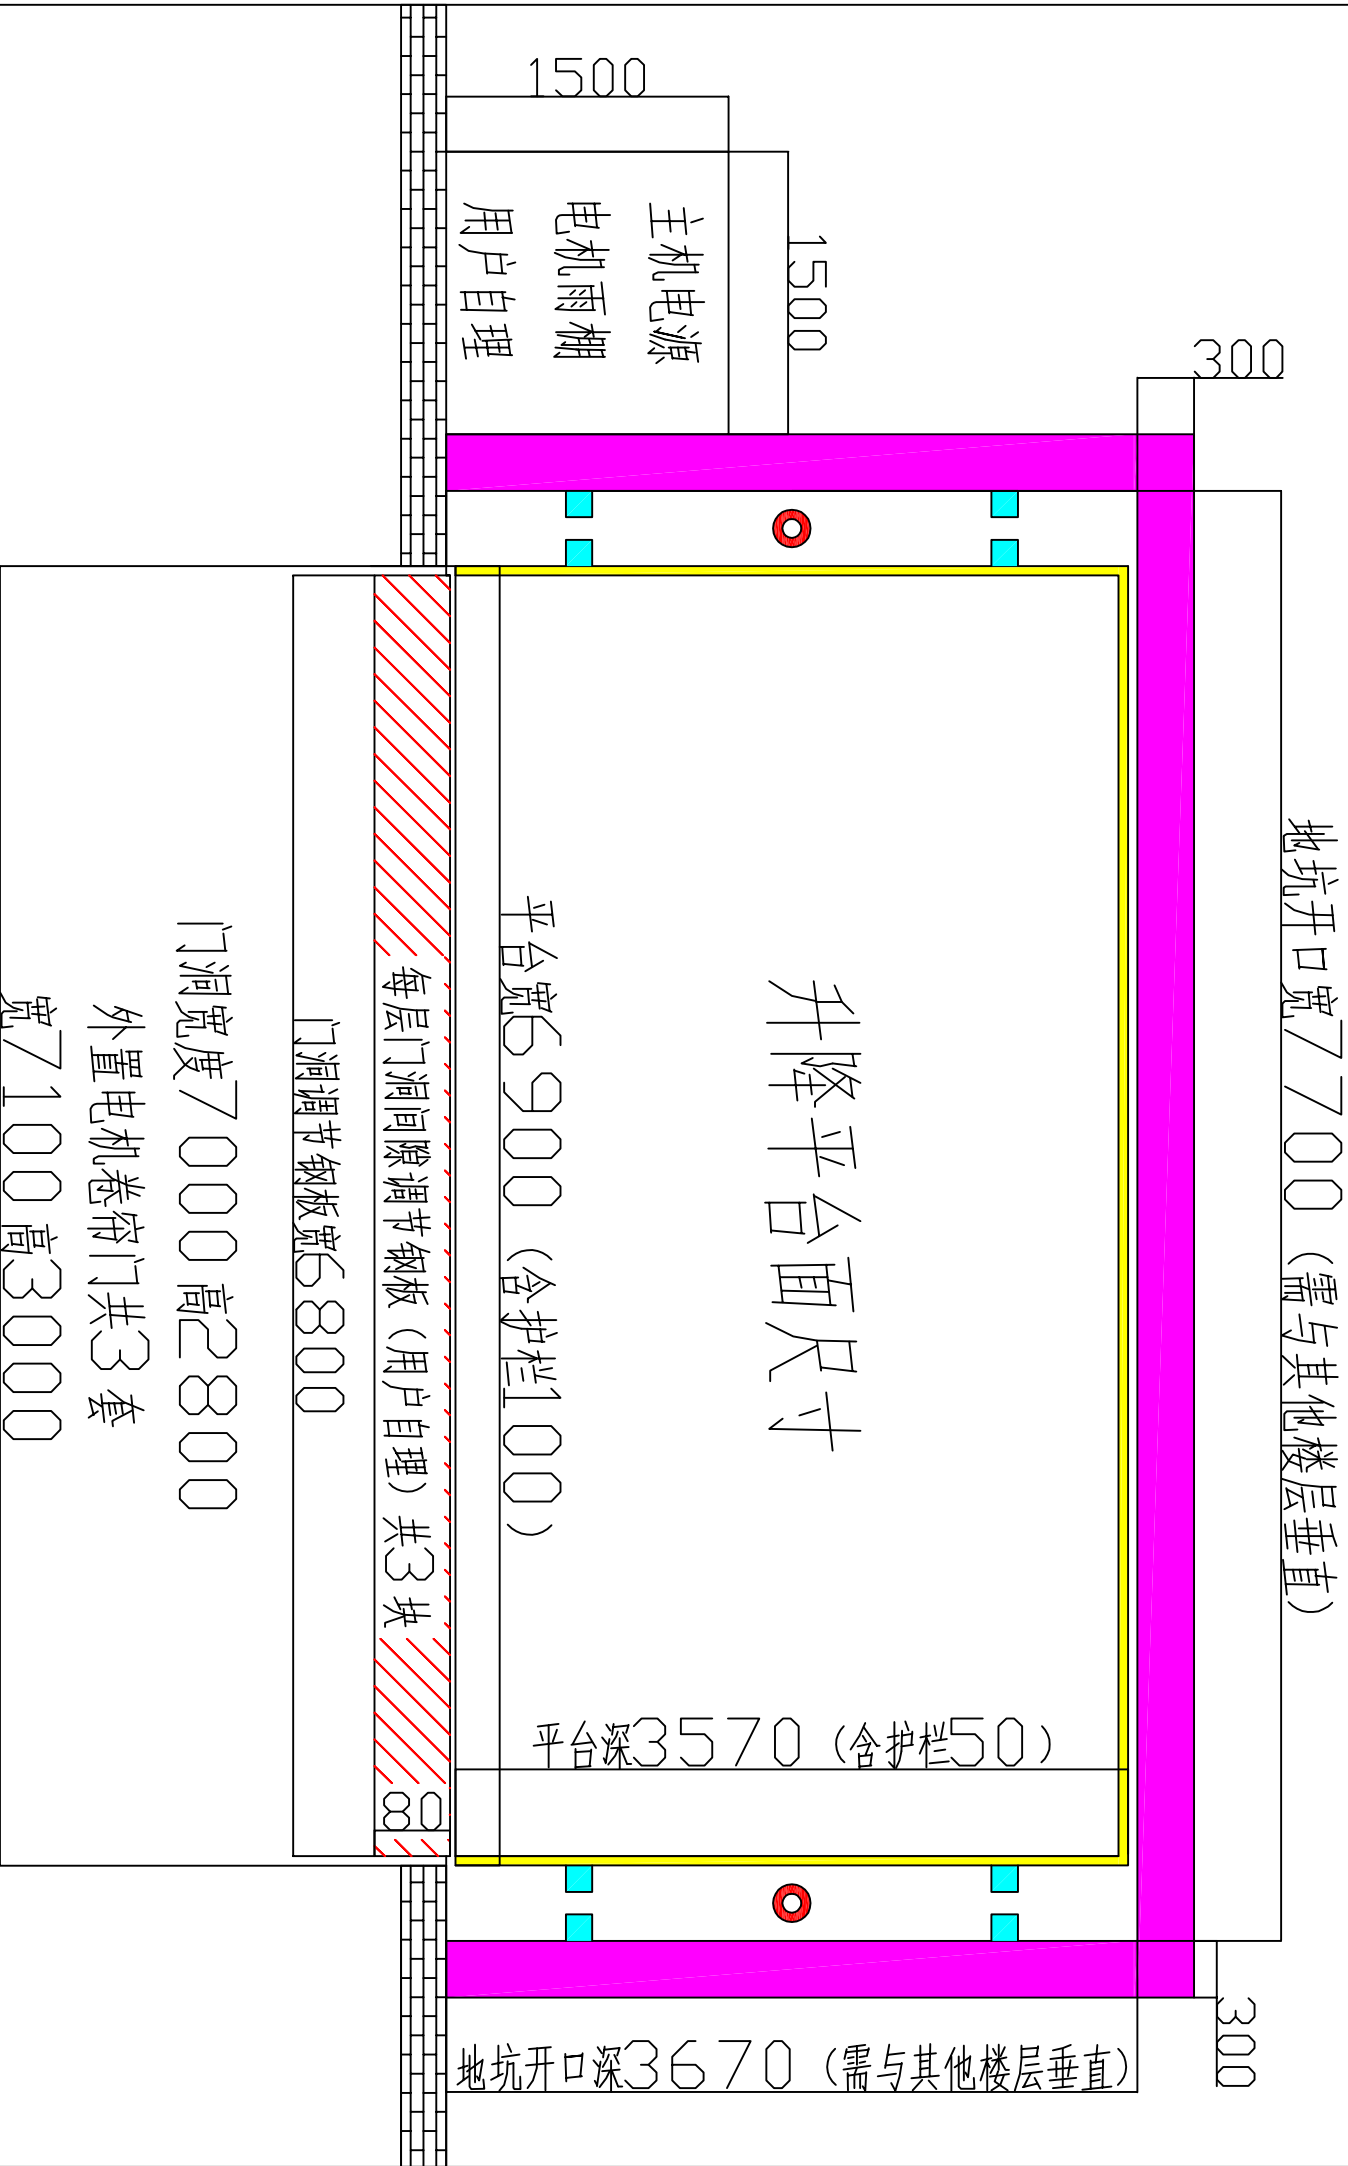 1500
1500
主机电源
电机雨棚
用户自理
300
地坑开口宽7700（需与其他楼层垂直）
升降平台面尺寸
平台宽6900（含护栏100）
每层门洞间隙调节钢板（用户自理）共3块
门洞调节钢板宽6800
门洞宽度7000高2800
外置电机卷帘门共3套
宽7100高3000
平台深3570（含护栏50）
80
300
地坑开口深3670（需与其他楼层垂直）